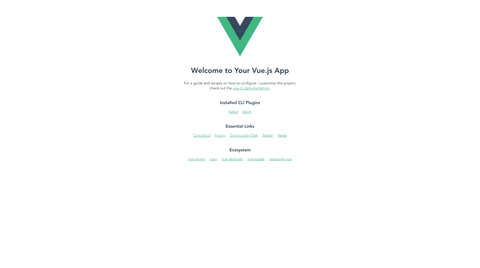 Welcome to Your Vue.js App
For a guide and recipes on how to configure / customize this project,
check out the vue-cli documentation.
Installed CLI Plugins
babel eslint
Essential Links
Core Docs Forum Community Chat Twitter News
Ecosystem
vue-router vuex vue-devtools vue-loader awesome-vue